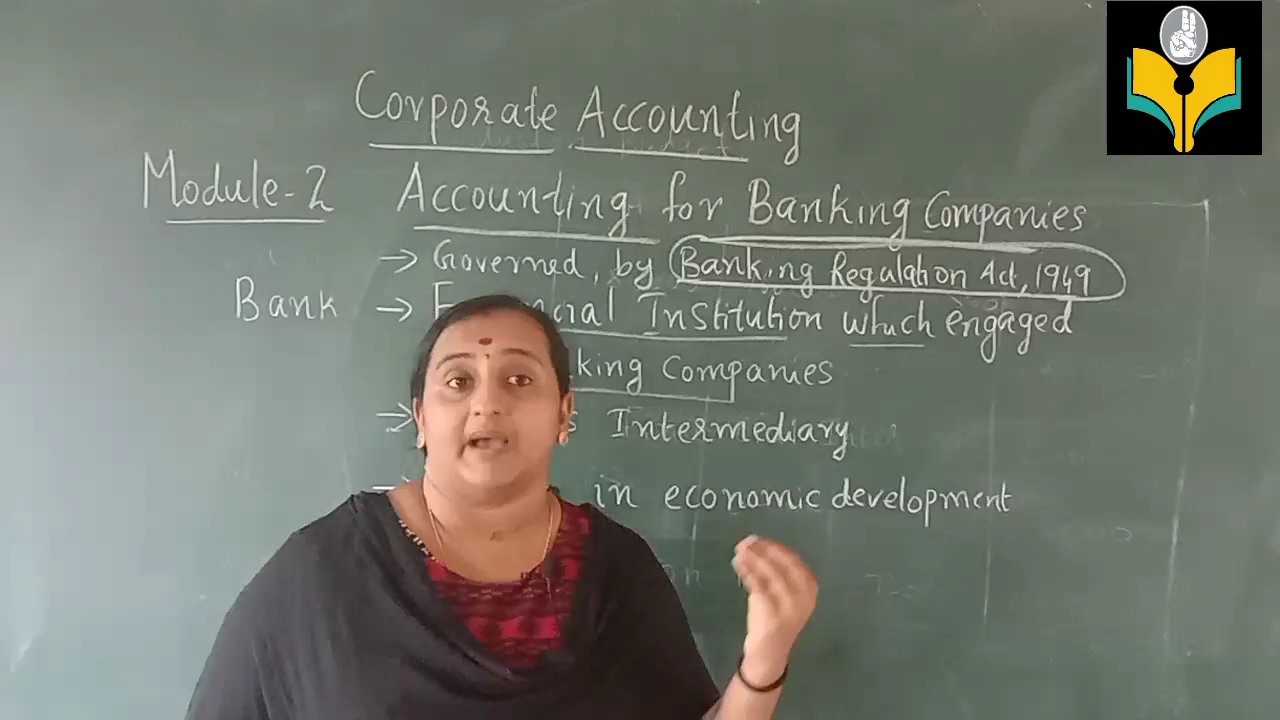 Corporate Accounting
Module-2 Accounting for Banking Companies
→ Governed, by Banking Regulation Act, 1949
Bank → Financial Institution which engaged
Companies
→ Intermediary
in economic development